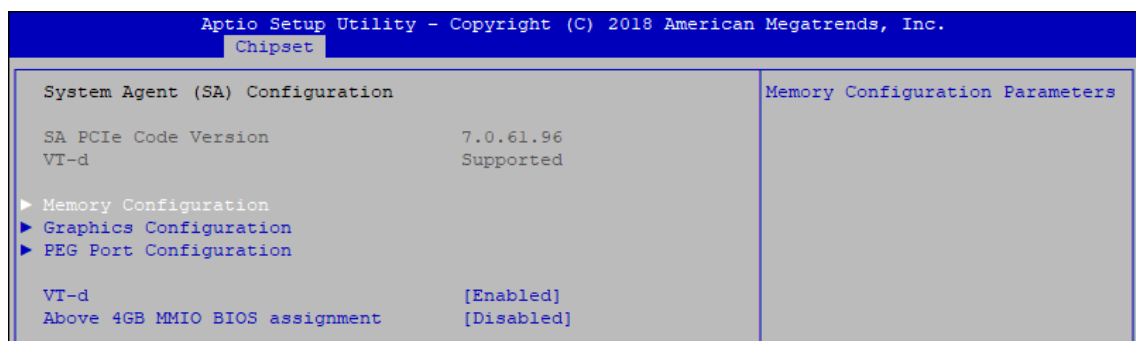 Aptio Setup Utility - Copyright (C) 2018 American Megatrends, Inc.
Chipset
System Agent (SA) Configuration
Memory Configuration Parameters
SA PCIe Code Version 7.0.61.96
VT-d Supported
► Memory Configuration
► Graphics Configuration
► PEG Port Configuration
VT-d [Enabled]
Above 4GB MMIO BIOS assignment [Disabled]